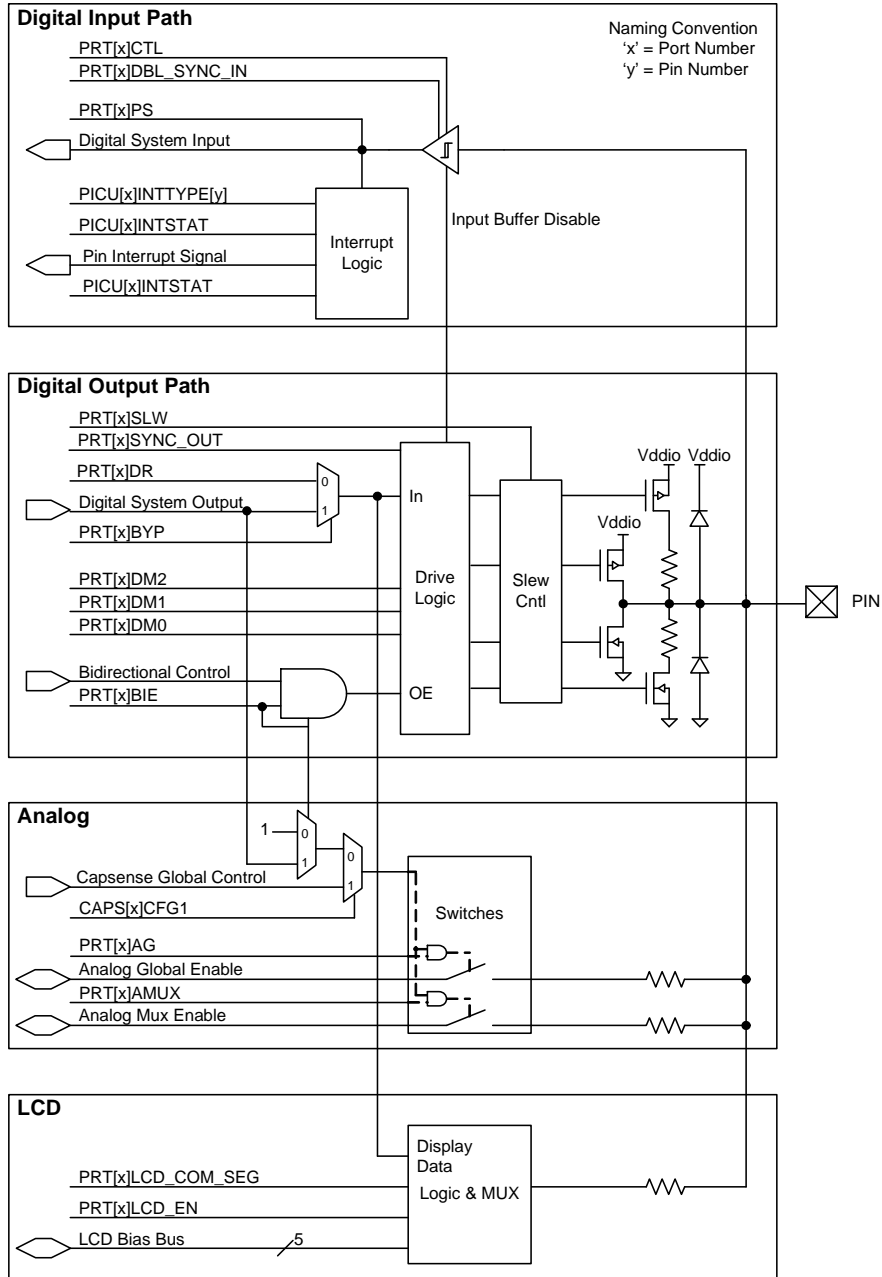 Digital Input Path
Naming Convention
‘x’ = Port Number
‘y’ = Pin Number
PRT[x]CTL
PRT[x]DBL_SYNC_IN
PRT[x]PS
Digital System Input
PICU[x]INTTYPE[y]
PICU[x]INTSTAT
Pin Interrupt Signal
PICU[x]INTSTAT
Interrupt
Logic
Input Buffer Disable
Digital Output Path
PRT[x]SLW
PRT[x]SYNC_OUT
PRT[x]DR
Digital System Output
PRT[x]BYP
0
1
PRT[x]DM2
PRT[x]DM1
PRT[x]DM0
Bidirectional Control
PRT[x]BIE
In
Drive
Logic
OE
Slew
Cntl
Vddio
Vddio
Vddio
PIN
Analog
1
0
1
0
1
Capsense Global Control
CAPS[x]CFG1
Switches
PRT[x]AG
Analog Global Enable
PRT[x]AMUX
Analog Mux Enable
LCD
Display
Data
Logic & MUX
PRT[x]LCD_COM_SEG
PRT[x]LCD_EN
LCD Bias Bus
5